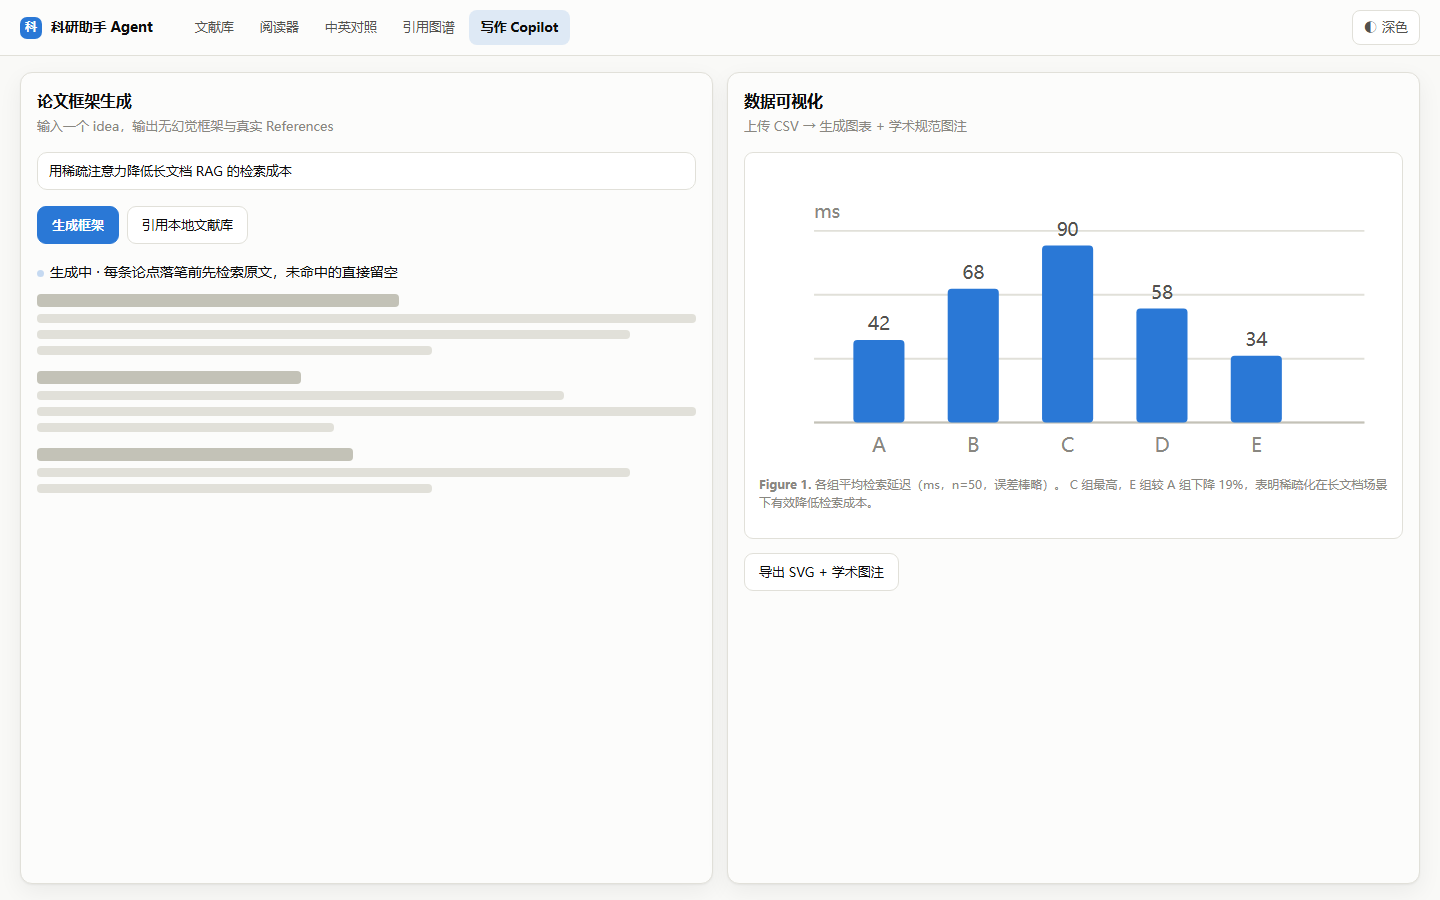 科 科研助手 Agent 文献库 阅读器 中英对照 引用图谱 写作 Copilot ◐ 深色
论文框架生成
输入一个 idea，输出无幻觉框架与真实 References
用稀疏注意力降低长文档 RAG 的检索成本
生成框架 引用本地文献库
生成中 · 每条论点落笔前先检索原文，未命中的直接留空
数据可视化
上传 CSV → 生成图表 + 学术规范图注
ms
42 68 90 58 34
A B C D E
Figure 1. 各组平均检索延迟（ms，n=50，误差棒略）。 C 组最高，E 组较 A 组下降 19%，表明稀疏化在长文档场景
下有效降低检索成本。
导出 SVG + 学术图注